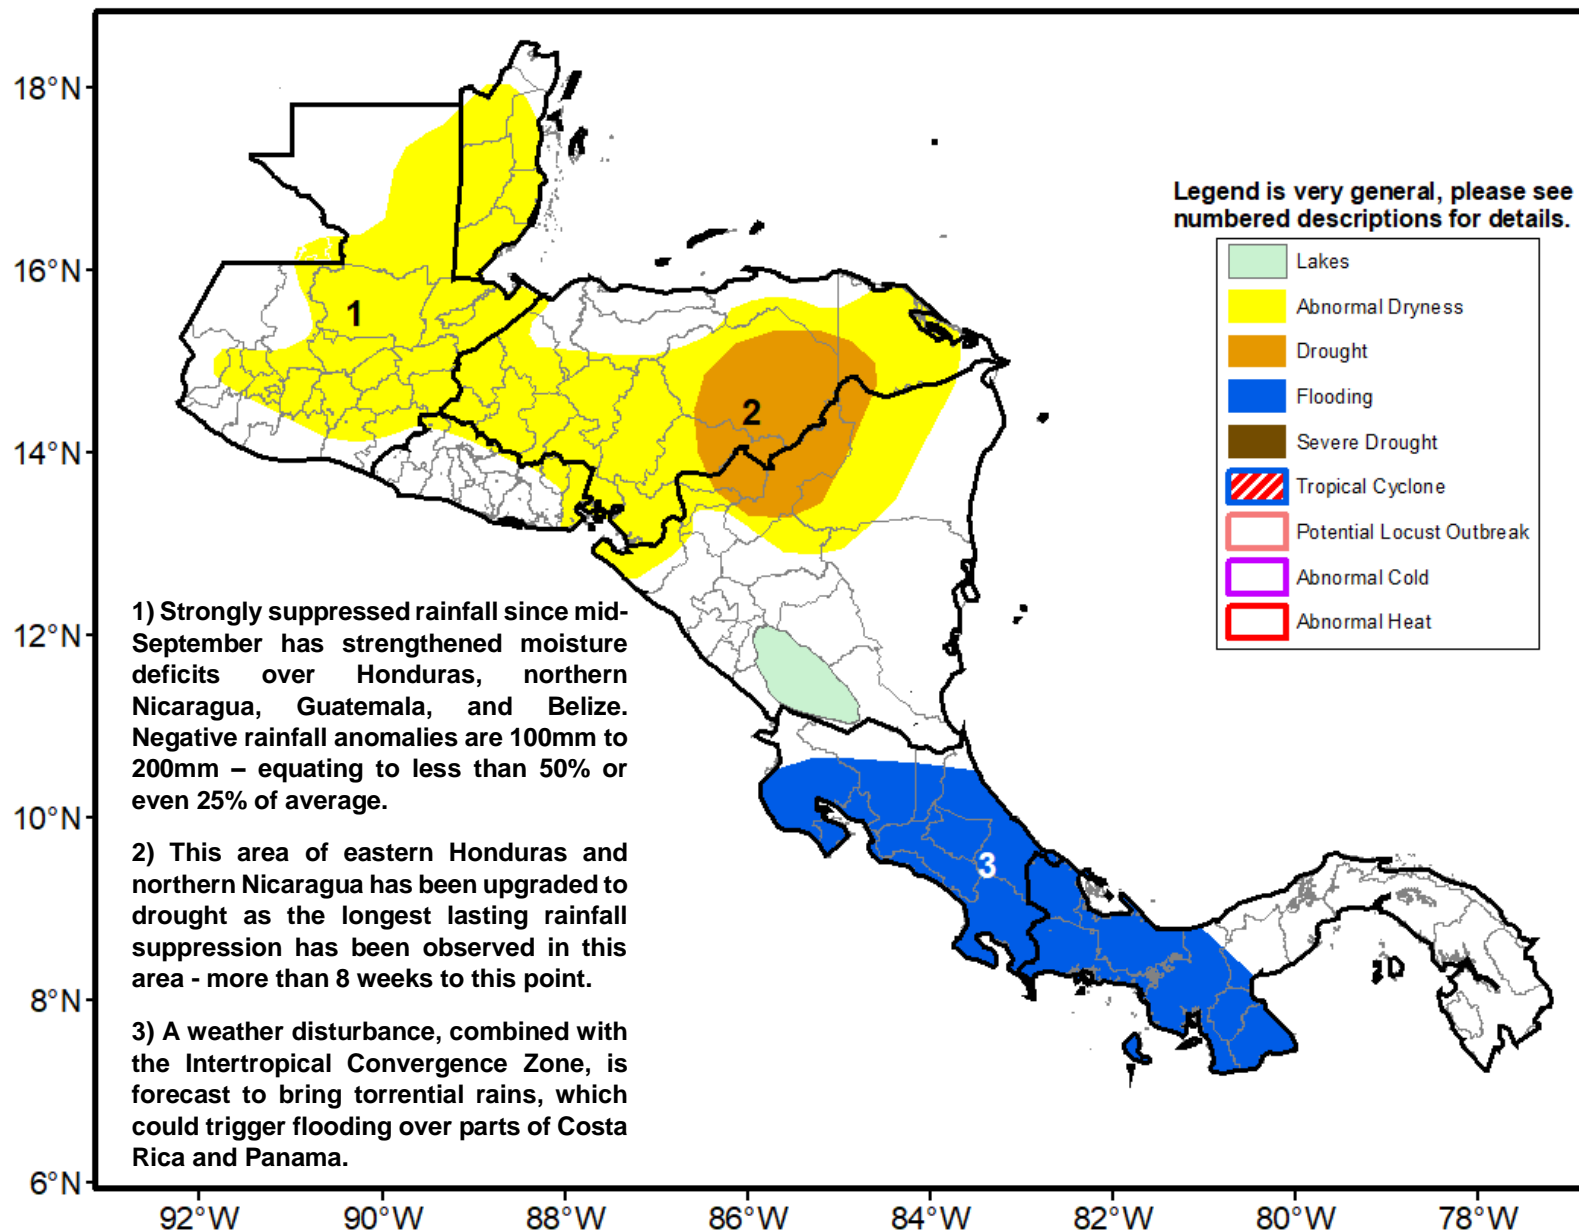 18°N
16°N
14°N
12°N
10°N
8°N
6°N
92°W
90°W
88°W
86°W
84°W
82°W
80°W
78°W
1
2
3
Legend is very general, please see
numbered descriptions for details.
Lakes
Abnormal Dryness
Drought
Flooding
Severe Drought
Tropical Cyclone
Potential Locust Outbreak
Abnormal Cold
Abnormal Heat
1) Strongly suppressed rainfall since mid-
September has strengthened moisture
deficits over Honduras, northern
Nicaragua, Guatemala, and Belize.
Negative rainfall anomalies are 100mm to
200mm – equating to less than 50% or
even 25% of average.
2) This area of eastern Honduras and
northern Nicaragua has been upgraded to
drought as the longest lasting rainfall
suppression has been observed in this
area - more than 8 weeks to this point.
3) A weather disturbance, combined with
the Intertropical Convergence Zone, is
forecast to bring torrential rains, which
could trigger flooding over parts of Costa
Rica and Panama.